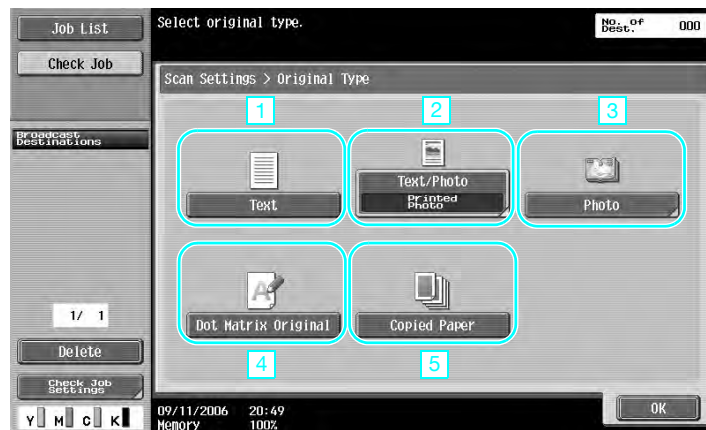 Job List
Check Job
Broadcast
Destinations
1/ 1
Delete
Check Job
Settings
Y M C K
Select original type.
No. of
Dest. 000
Scan Settings > Original Type
1
2
3
Text
Text/Photo
Printed
Photo
Photo
Dot Matrix Original
Copied Paper
4
5
09/11/2006 20:49
Memory 100%
OK